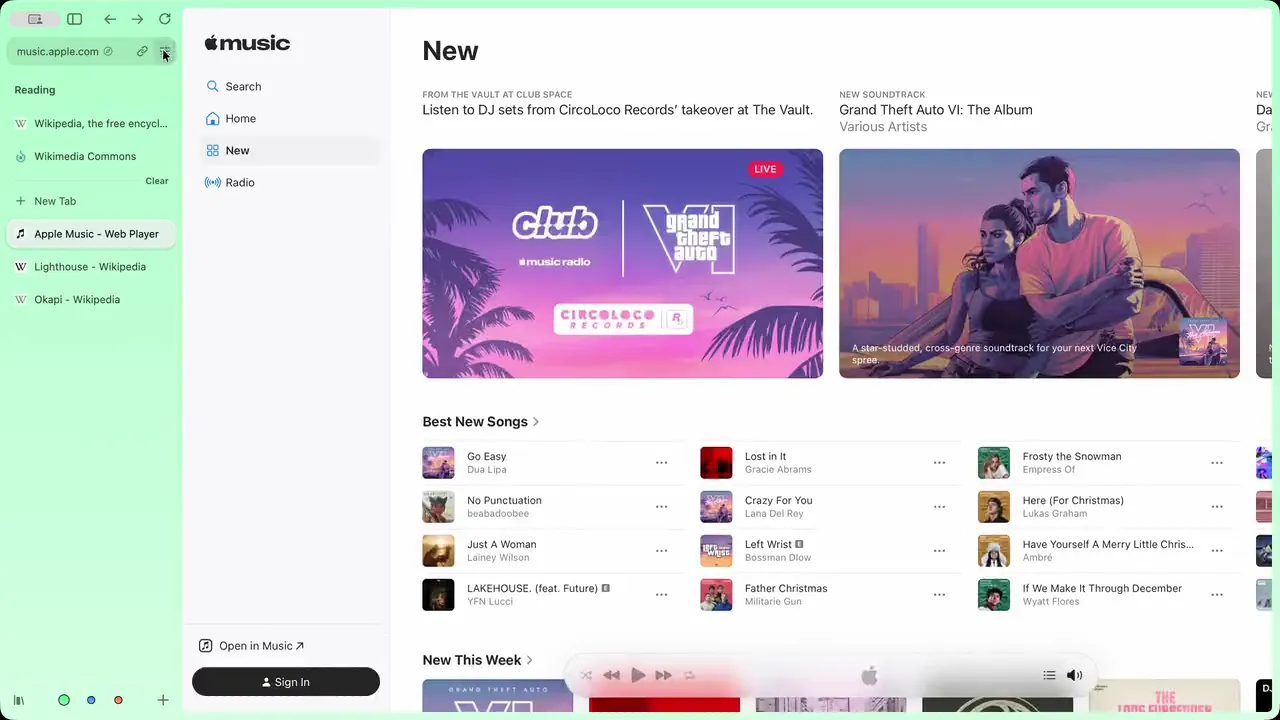 music.apple.com
Reading
Wikipedia, the free encycl...
Wikimedia Commons
Clear
New Tab
Apple Music - Web Player
Lighthouse - Wikipedia
Okapi - Wikipedia
music
Search
Home
New
Radio
Open in Music
Sign In
New
FROM THE VAULT AT CLUB SPACE
Listen to DJ sets from CircoLoco Records’ takeover at The Vault.
LIVE
club
music radio
grand
theft
auto
VI
CIRCOLOCO
RECORDS
R
NEW SOUNDTRACK
Grand Theft Auto VI: The Album
Various Artists
A star-studded, cross-genre soundtrack for your next Vice City
spree.
Best New Songs
Go Easy
Dua Lipa
No Punctuation
beabadoobee
Just A Woman
Lainey Wilson
LAKEHOUSE. (feat. Future) E
YFN Lucci
Lost in It
Gracie Abrams
Crazy For You
Lana Del Rey
Left Wrist E
Bossman Dlow
Father Christmas
Militarie Gun
Frosty the Snowman
Empress Of
Here (For Christmas)
Lukas Graham
Have Yourself A Merry Little Chris...
Ambré
If We Make It Through December
Wyatt Flores
New This Week
GRAND THEFT AUTO
VI
THE